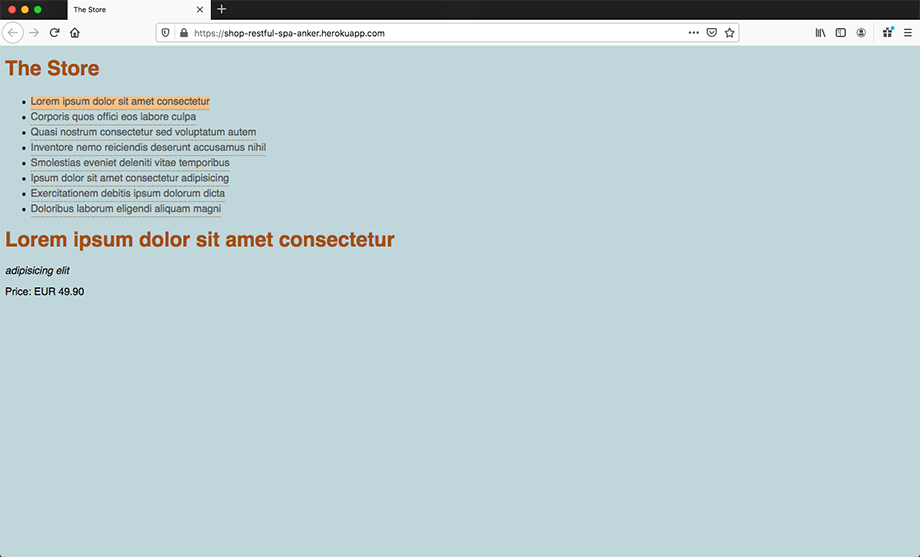 The Store
https://shop-restful-spa-anker.herokuapp.com
The Store
Lorem ipsum dolor sit amet consectetur
Corporis quos offici eos labore culpa
Quasi nostrum consectetur sed voluptatum autem
Inventore nemo reiciendis deserunt accusamus nihil
Smolestias eveniet deleniti vitae temporibus
Ipsum dolor sit amet consectetur adipisicing
Exercitationem debitis ipsum dolorum dicta
Doloribus laborum eligendi aliquam magni
Lorem ipsum dolor sit amet consectetur
adipisicing elit
Price: EUR 49.90